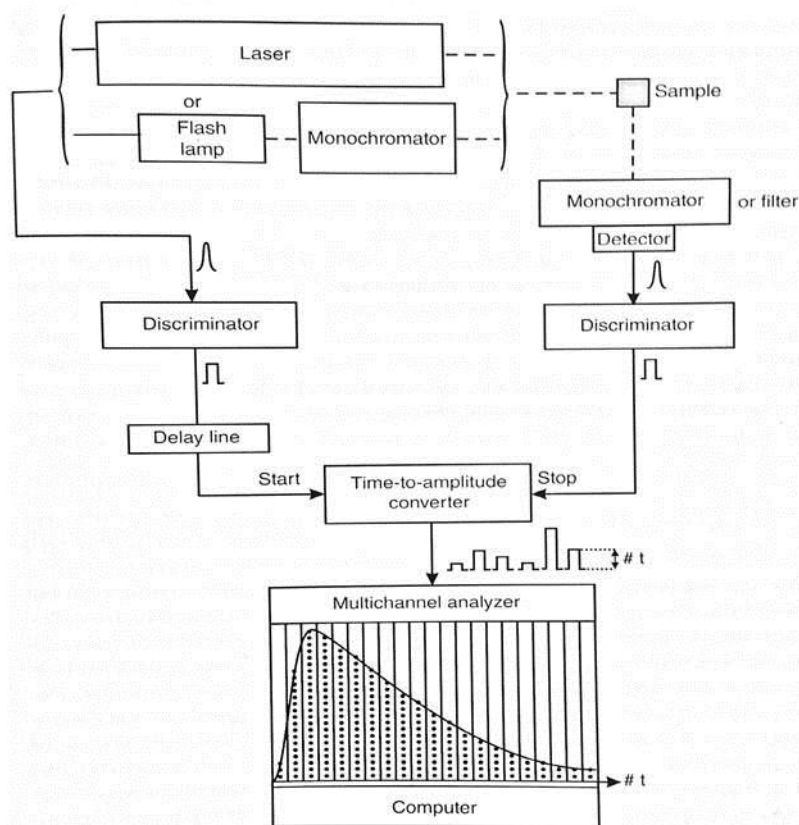 Laser
or
Flash
lamp
Monochromator
Sample
Monochromator
or filter
Detector
Discriminator
Discriminator
Delay line
Start
Time-to-amplitude
converter
Stop
# t
Multichannel analyzer
# t
Computer